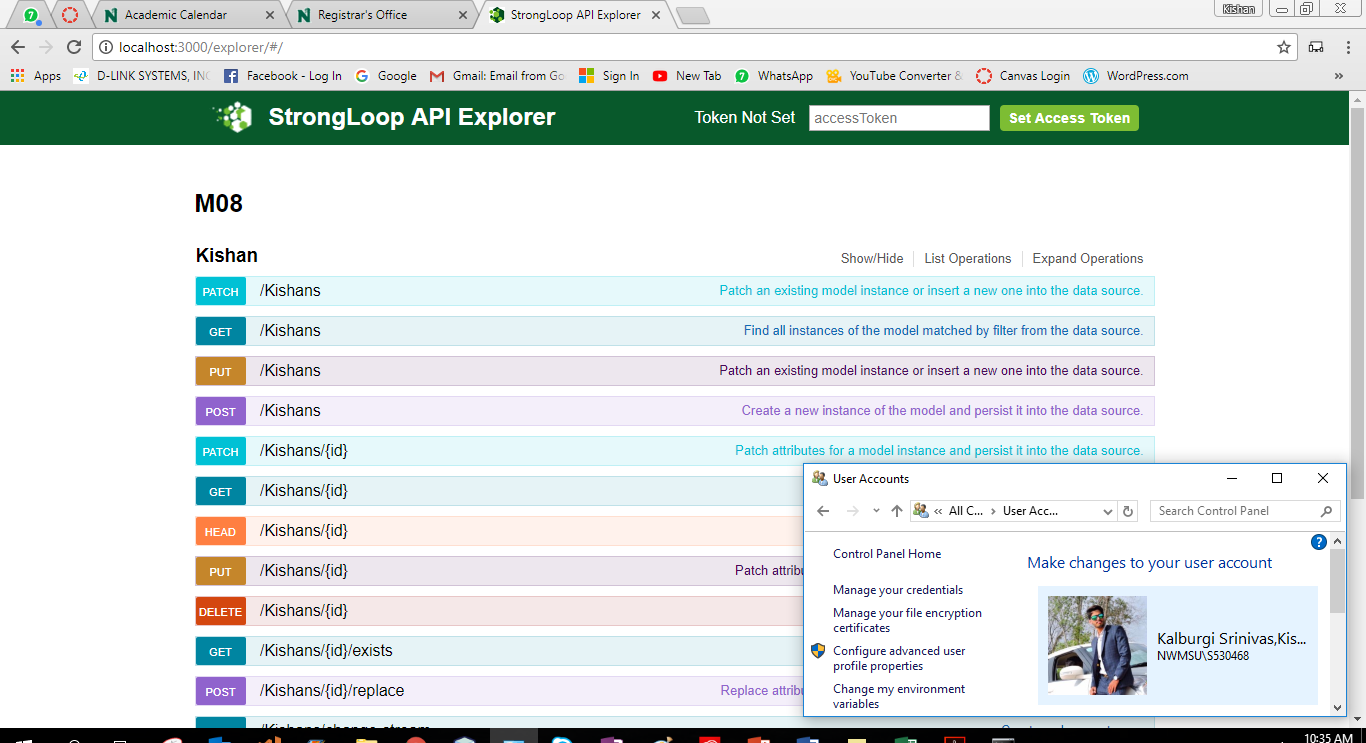 7
Academic Calendar
Registrar's Office
StrongLoop API Explorer
Kishan
localhost:3000/explorer/#/
Apps
D-LINK SYSTEMS, INC
Facebook - Log In
Google
Gmail: Email from Go
Sign In
New Tab
WhatsApp
YouTube Converter &
Canvas Login
WordPress.com
»
StrongLoop API Explorer
Token Not Set
accessToken
Set Access Token
M08
Kishan
Show/Hide
List Operations
Expand Operations
PATCH /Kishans Patch an existing model instance or insert a new one into the data source.
GET /Kishans Find all instances of the model matched by filter from the data source.
PUT /Kishans Patch an existing model instance or insert a new one into the data source.
POST /Kishans Create a new instance of the model and persist it into the data source.
PATCH /Kishans/{id} Patch attributes for a model instance and persist it into the data source.
GET /Kishans/{id}
HEAD /Kishans/{id}
PUT /Kishans/{id} Patch attribu
DELETE /Kishans/{id}
GET /Kishans/{id}/exists
POST /Kishans/{id}/replace Replace attribu
User Accounts
« All C... › User Acc...
Search Control Panel
Control Panel Home
Manage your credentials
Manage your file encryption
certificates
Configure advanced user
profile properties
Change my environment
variables
Make changes to your user account
Kalburgi Srinivas,Kis...
NWMSU\S530468
10:35 AM